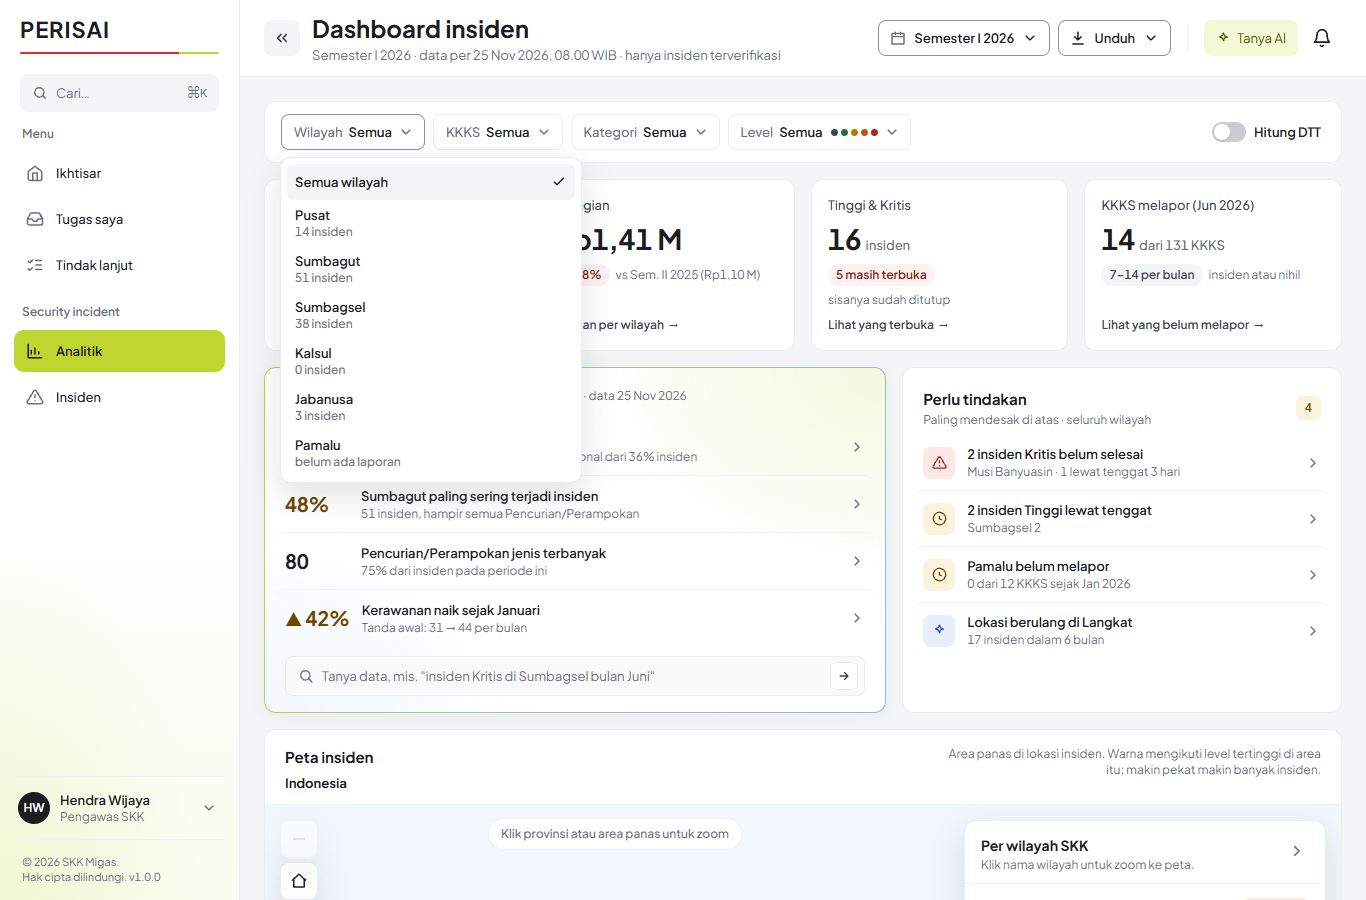 PERISAI
Cari...
⌘K
Menu
Ikhtisar
Tugas saya
Tindak lanjut
Security incident
Analitik
Insiden
HW
Hendra Wijaya
Pengawas SKK
© 2026 SKK Migas.
Hak cipta dilindungi. v1.0.0
Dashboard insiden
Semester I 2026 · data per 25 Nov 2026, 08.00 WIB · hanya insiden terverifikasi
Semester I 2026
Unduh
Tanya AI
Wilayah Semua
KKKS Semua
Kategori Semua
Level Semua
Hitung DTT
Semua wilayah
Pusat
14 insiden
Sumbagut
51 insiden
Sumbagsel
38 insiden
Kalsul
0 insiden
Jabanusa
3 insiden
Pamalu
belum ada laporan
1,41 M
8%
vs Sem. II 2025 (Rp1,10 M)
per wilayah →
Tinggi & Kritis
16 insiden
5 masih terbuka
sisanya sudah ditutup
Lihat yang terbuka →
KKKS melapor (Jun 2026)
14 dari 131 KKKS
7–14 per bulan
insiden atau nihil
Lihat yang belum melapor →
· data 25 Nov 2026
dari 36% insiden
48%
Sumbagut paling sering terjadi insiden
51 insiden, hampir semua Pencurian/Perampokan
80
Pencurian/Perampokan jenis terbanyak
75% dari insiden pada periode ini
▲ 42%
Kerawanan naik sejak Januari
Tanda awal: 31 → 44 per bulan
Tanya data, mis. "insiden Kritis di Sumbagsel bulan Juni"
Perlu tindakan
Paling mendesak di atas · seluruh wilayah
4
2 insiden Kritis belum selesai
Musi Banyuasin · 1 lewat tenggat 3 hari
2 insiden Tinggi lewat tenggat
Sumbagsel 2
Pamalu belum melapor
0 dari 12 KKKS sejak Jan 2026
Lokasi berulang di Langkat
17 insiden dalam 6 bulan
Peta insiden
Indonesia
Area panas di lokasi insiden. Warna mengikuti level tertinggi di area
itu; makin pekat makin banyak insiden.
Klik provinsi atau area panas untuk zoom
Per wilayah SKK
Klik nama wilayah untuk zoom ke peta.